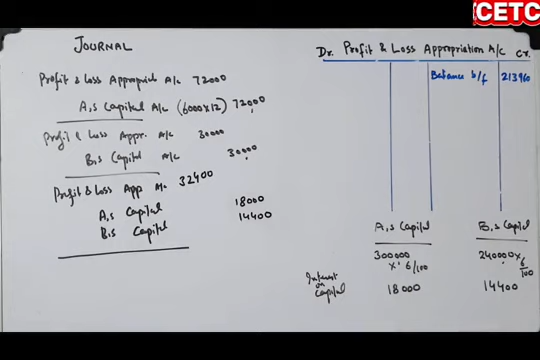 CETC
JOURNAL
Profit & Loss Appropriat A/c 72000
A,s Capital A/c (6000x12) 72000
Profit & Loss Appr. A/c 30000
B,s Capital A/c 30000
Profit & Loss App A/c 32400
A,s Capital 18000
B,s Capital 14400
Dr. Profit & Loss Appropriation A/c Cr.
Balance b/f 213960
A,s Capital B,s Capital
300000 240000x
x 6/100 6/100
Interest on Capital 18000 14400